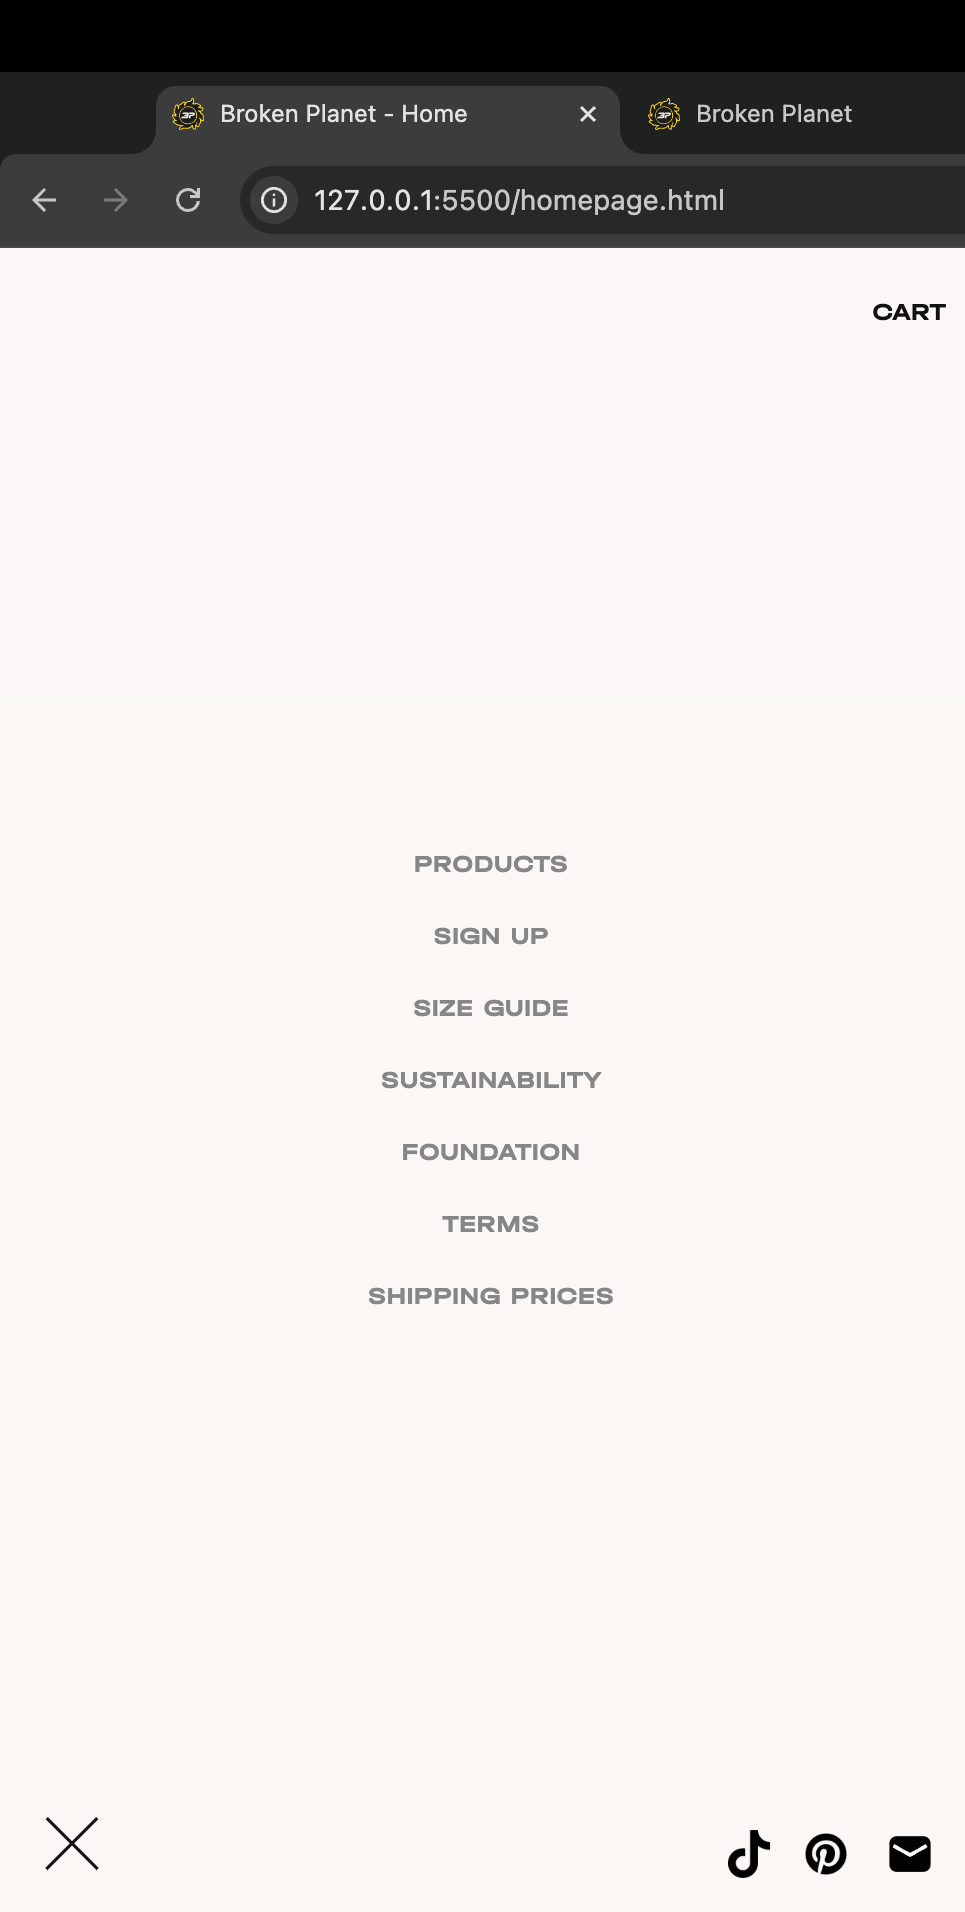 Broken Planet - Home
Broken Planet
127.0.0.1:5500/homepage.html
CART
PRODUCTS
SIGN UP
SIZE GUIDE
SUSTAINABILITY
FOUNDATION
TERMS
SHIPPING PRICES